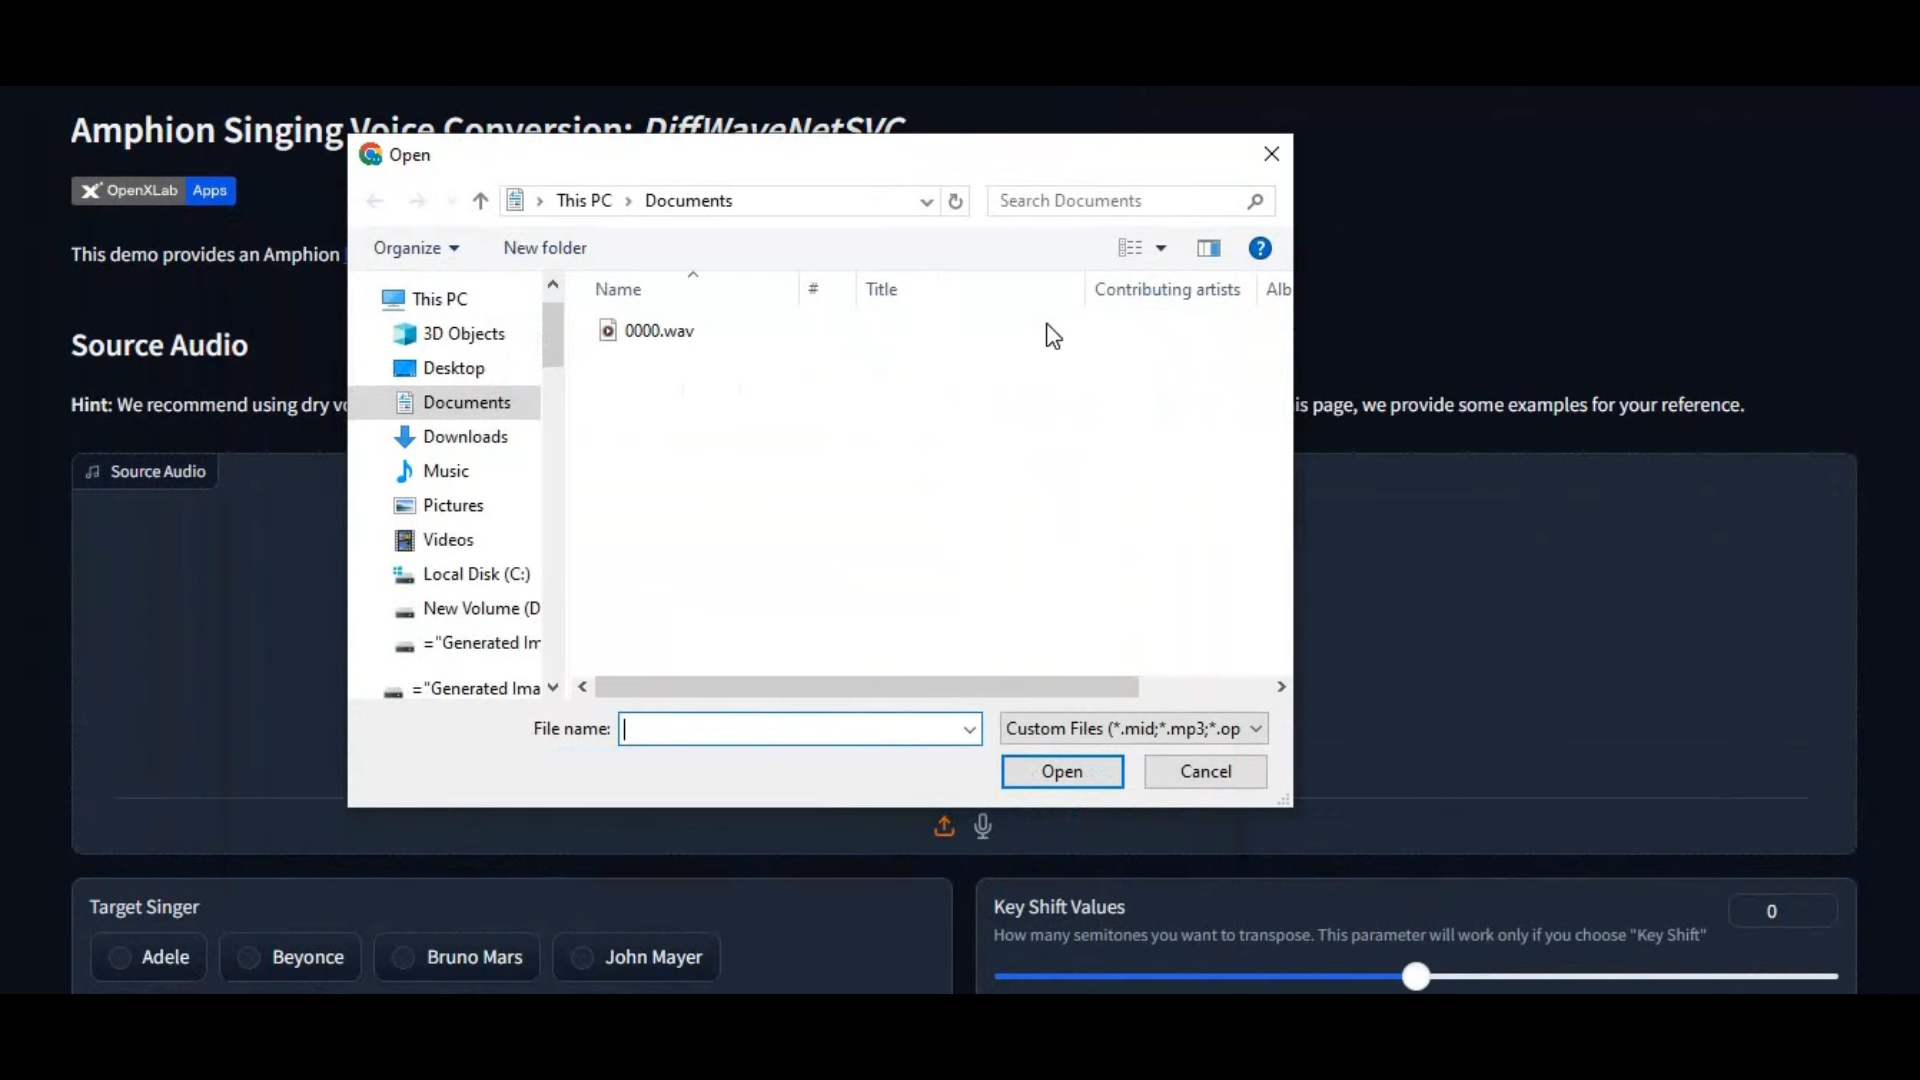 Amphion Singing Voice Conversion: DiffWaveNetSVC
OpenXLab Apps
This demo provides an Amphion
Source Audio
Hint: We recommend using dry vo
is page, we provide some examples for your reference.
Source Audio
Open
This PC > Documents
Search Documents
Organize
New folder
?
Name
#
Title
Contributing artists
Alb
This PC
3D Objects
Desktop
Documents
Downloads
Music
Pictures
Videos
Local Disk (C:)
New Volume (D
="Generated Im
="Generated Ima
0000.wav
File name:
Custom Files (*.mid;*.mp3;*.op
Open
Cancel
Target Singer
Adele
Beyonce
Bruno Mars
John Mayer
Key Shift Values
0
How many semitones you want to transpose. This parameter will work only if you choose "Key Shift"